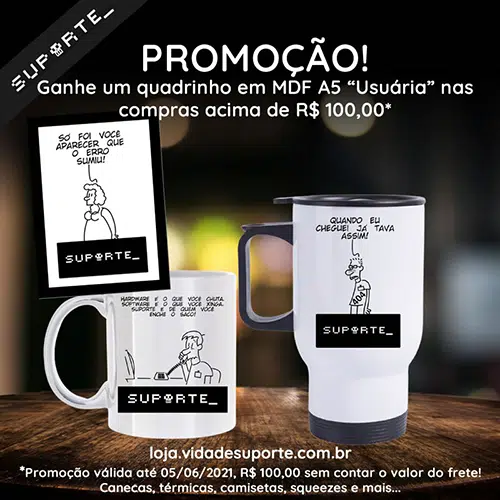 SUPORTE_
PROMOÇÃO!
Ganhe um quadrinho em MDF A5 “Usuária” nas
compras acima de R$ 100,00*
SÓ FOI VOCÊ
APARECER QUE
O ERRO
SUMIU!
SUPORTE_
QUANDO EU
CHEGUEI JÁ TAVA
ASSIM!
SUPORTE_
HARDWARE É O QUE VOCÊ CHUTA.
SOFTWARE É O QUE VOCÊ XINGA.
SUPORTE É DE QUEM VOCÊ
ENCHE O SACO!
SUPORTE_
loja.vidadesuporte.com.br
*Promoção válida até 05/06/2021, R$ 100,00 sem contar o valor do frete!
Canecas, térmicas, camisetas, squeezes e mais...